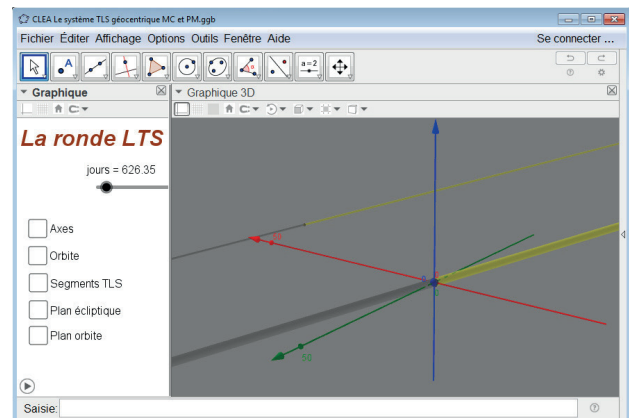 CLEA Le système TLS géocentrique MC et PM.ggb
Fichier Éditer Affichage Options Outils Fenêtre Aide
Se connecter ...
A
a=2
Graphique
Graphique 3D
La ronde LTS
jours = 626.35
Axes
Orbite
Segments TLS
Plan écliptique
Plan orbite
50
50
Saisie: